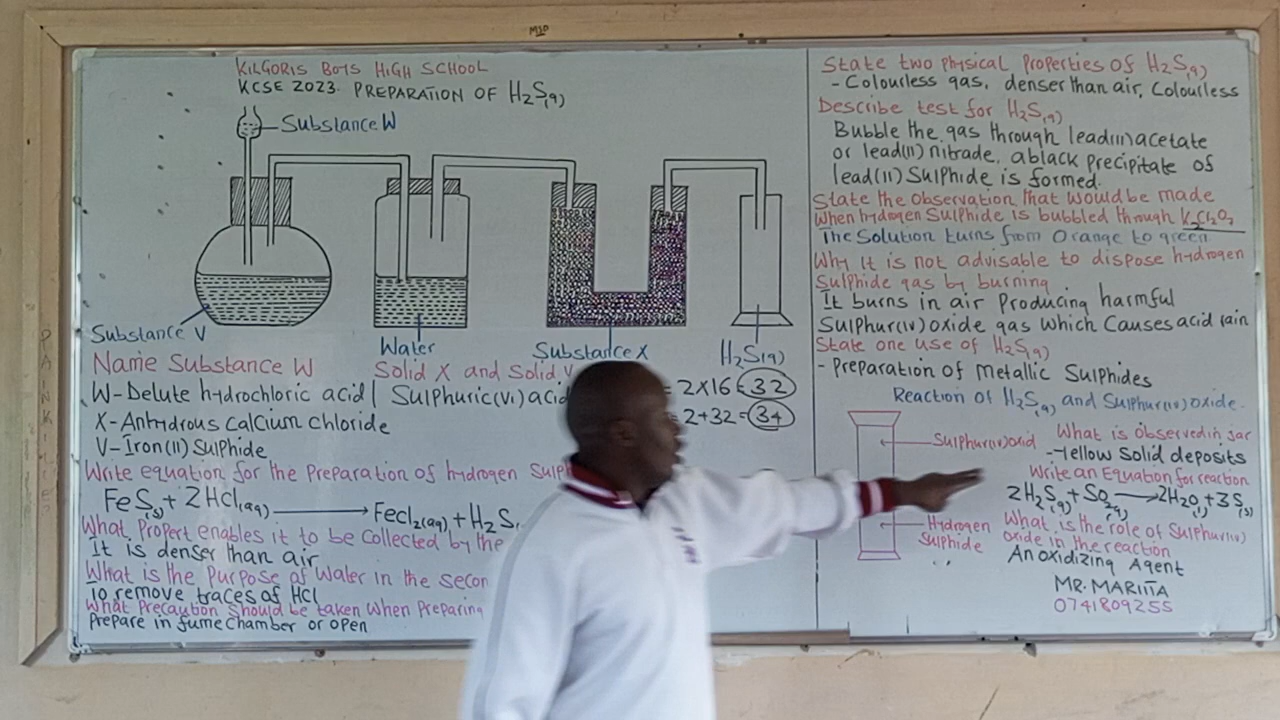 M10
KILGORIS BOYS HIGH SCHOOL
KCSE 2023. PREPARATION OF H₂S(g)
Substance W
Substance V
Water
Substance X
H₂S(g)
Name Substance W Solid X and Solid V
W-Delute hydrochloric acid | Sulphuric(VI) acid
= 2x16 = 32
X-Anhydrous Calcium chloride
= 2+32 = 34
V-Iron(II) Sulphide
Write equation for the Preparation of hydrogen Sulp
FeS(s) + 2HCl(aq) → FeCl₂(aq) + H₂S
What Propert enables it to be Collected by the
It is denser than air
What is the Purpose of Water in the secon
To remove traces of HCl
What Precaution Should be taken When Preparing
Prepare in fume Chamber or open
State two Physical Properties of H₂S(g)
- Colourless gas, denser than air, Colourless
Describe test for H₂S(g)
Bubble the gas through lead(II) acetate
or lead(II) nitrade, a black precipitate of
lead(II) Sulphide is formed.
State the Observation that would be made
When hydrogen Sulphide is bubbled through K₂Cr₂O₇
The Solution turns from Orange to green
Why it is not advisable to dispose hydrogen
Sulphide gas by burning
It burns in air Producing harmful
Sulphur(IV) oxide gas which Causes acid rain
State one use of H₂S(g)
- Preparation of Metallic Sulphides
Reaction of H₂S(g) and Sulphur(IV) oxide.
Sulphur(IV) oxid
Hydrogen
Sulphide
What is Observed in jar
- Yellow Solid deposits
Write an Equation for reaction
2H₂S(g) + SO₂(g) → 2H₂O(l) + 3S(s)
What is the role of Sulphur(IV)
oxide in the reaction
An oxidizing Agent
MR. MARIITA
0741809255